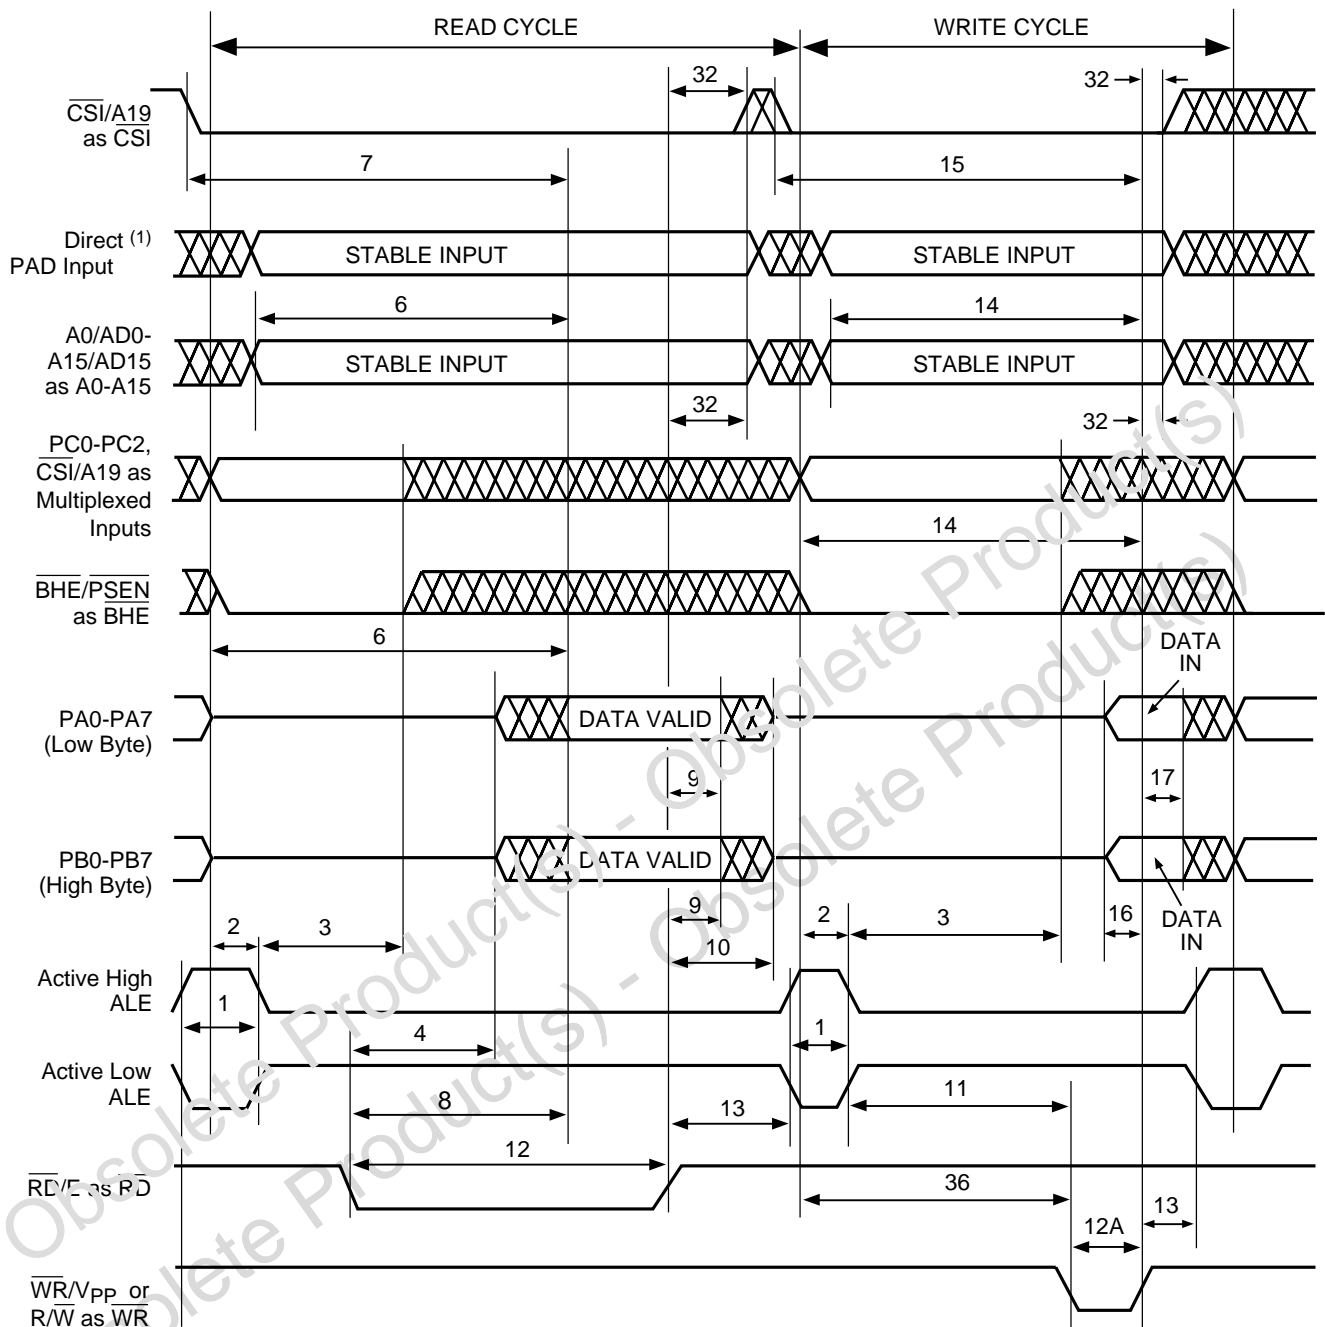 READ CYCLE
WRITE CYCLE
32
32
CSI/A19
as CSI
7
15
Direct (1)
PAD Input
STABLE INPUT
STABLE INPUT
6
14
A0/AD0-
A15/AD15
as A0-A15
STABLE INPUT
STABLE INPUT
32
32
PC0-PC2,
CSI/A19 as
Multiplexed
Inputs
14
BHE/PSEN
as BHE
6
DATA
IN
PA0-PA7
(Low Byte)
DATA VALID
9
17
PB0-PB7
(High Byte)
DATA VALID
9
2
3
10
2
3
16
DATA
IN
Active High
ALE
1
4
1
Active Low
ALE
8
13
11
12
RD/E as RD
36
12A
13
WR/VPP or
R/W as WR
Obsolete Product(s) - Obsolete Product(s)
Obsolete Product(s) - Obsolete Product(s)